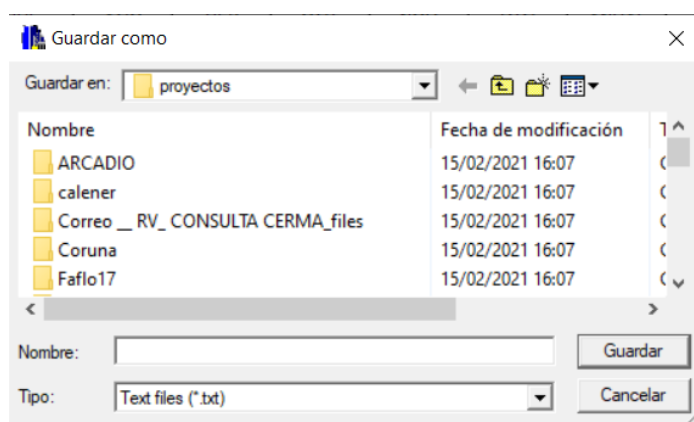 Guardar como
Guardar en: proyectos
Nombre Fecha de modificación
ARCADIO 15/02/2021 16:07
calener 15/02/2021 16:07
Correo __ RV_ CONSULTA CERMA_files 15/02/2021 16:07
Coruna 15/02/2021 16:07
Faflo17 15/02/2021 16:07
Nombre: Guardar
Tipo: Text files (*.txt) Cancelar